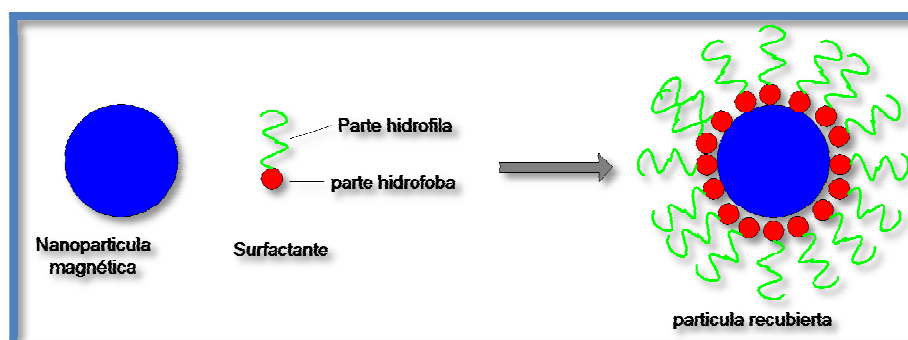 Parte hidrofila
parte hidrofoba
Nanoparticula
magnética
Surfactante
particula recubierta